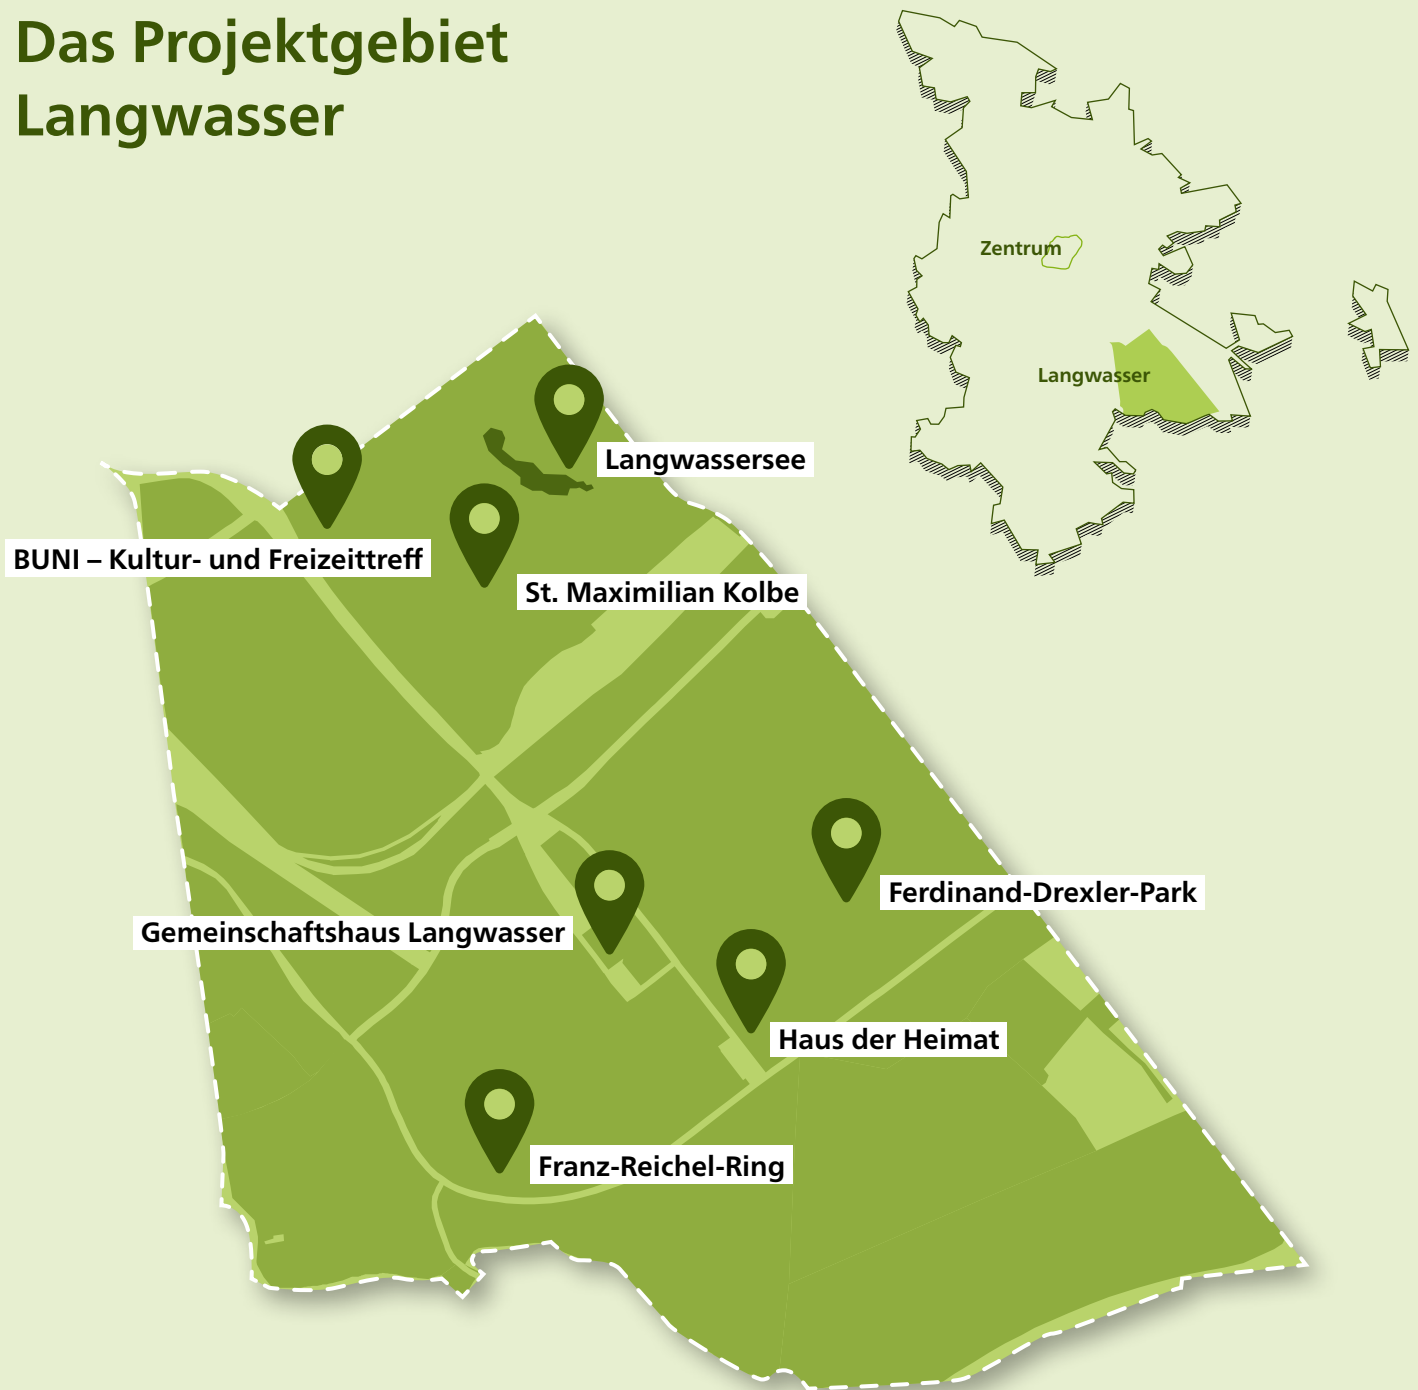 Das Projektgebiet
Langwasser
Zentrum
Langwasser
Langwassersee
BUNI – Kultur- und Freizeittreff
St. Maximilian Kolbe
Ferdinand-Drexler-Park
Gemeinschaftshaus Langwasser
Haus der Heimat
Franz-Reichel-Ring